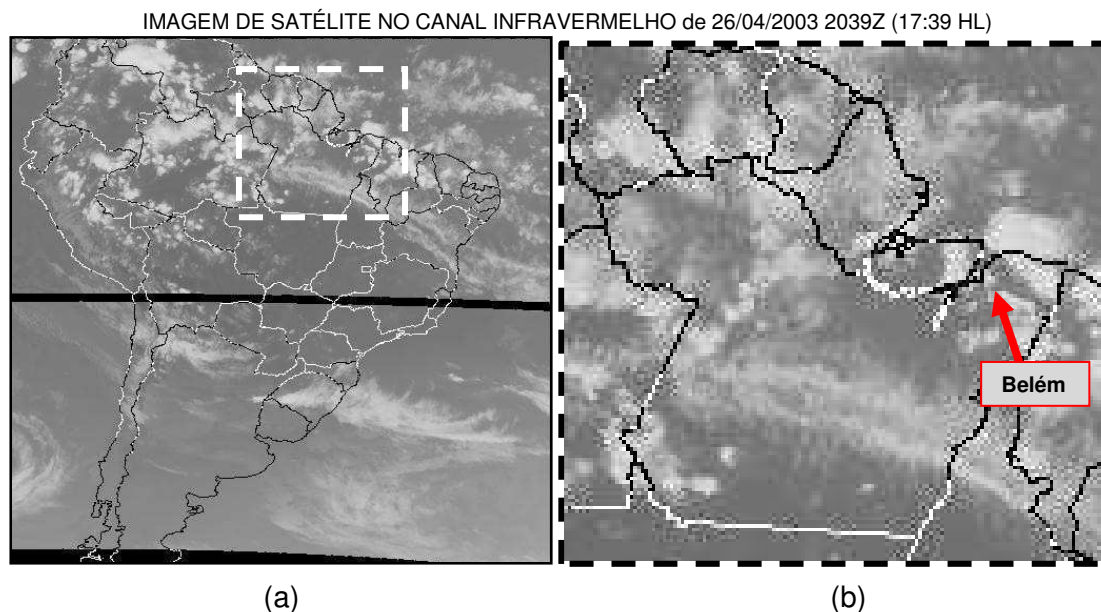 IMAGEM DE SATÉLITE NO CANAL INFRAVERMELHO de 26/04/2003 2039Z (17:39 HL)
Belém
(a)
(b)